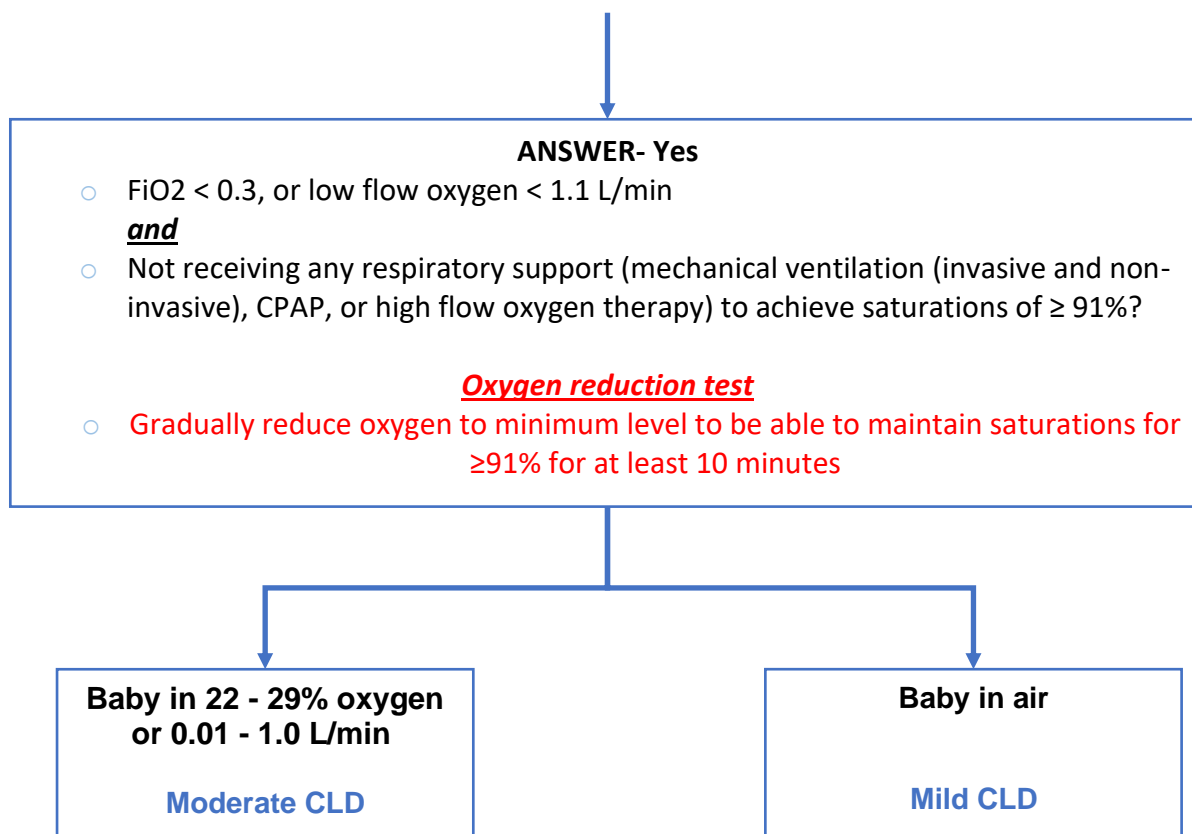 ANSWER- Yes
○ FiO2 < 0.3, or low flow oxygen < 1.1 L/min
and
○ Not receiving any respiratory support (mechanical ventilation (invasive and non-
invasive), CPAP, or high flow oxygen therapy) to achieve saturations of ≥ 91%?
Oxygen reduction test
○ Gradually reduce oxygen to minimum level to be able to maintain saturations for
≥91% for at least 10 minutes
Baby in 22 - 29% oxygen
or 0.01 - 1.0 L/min
Moderate CLD
Baby in air
Mild CLD